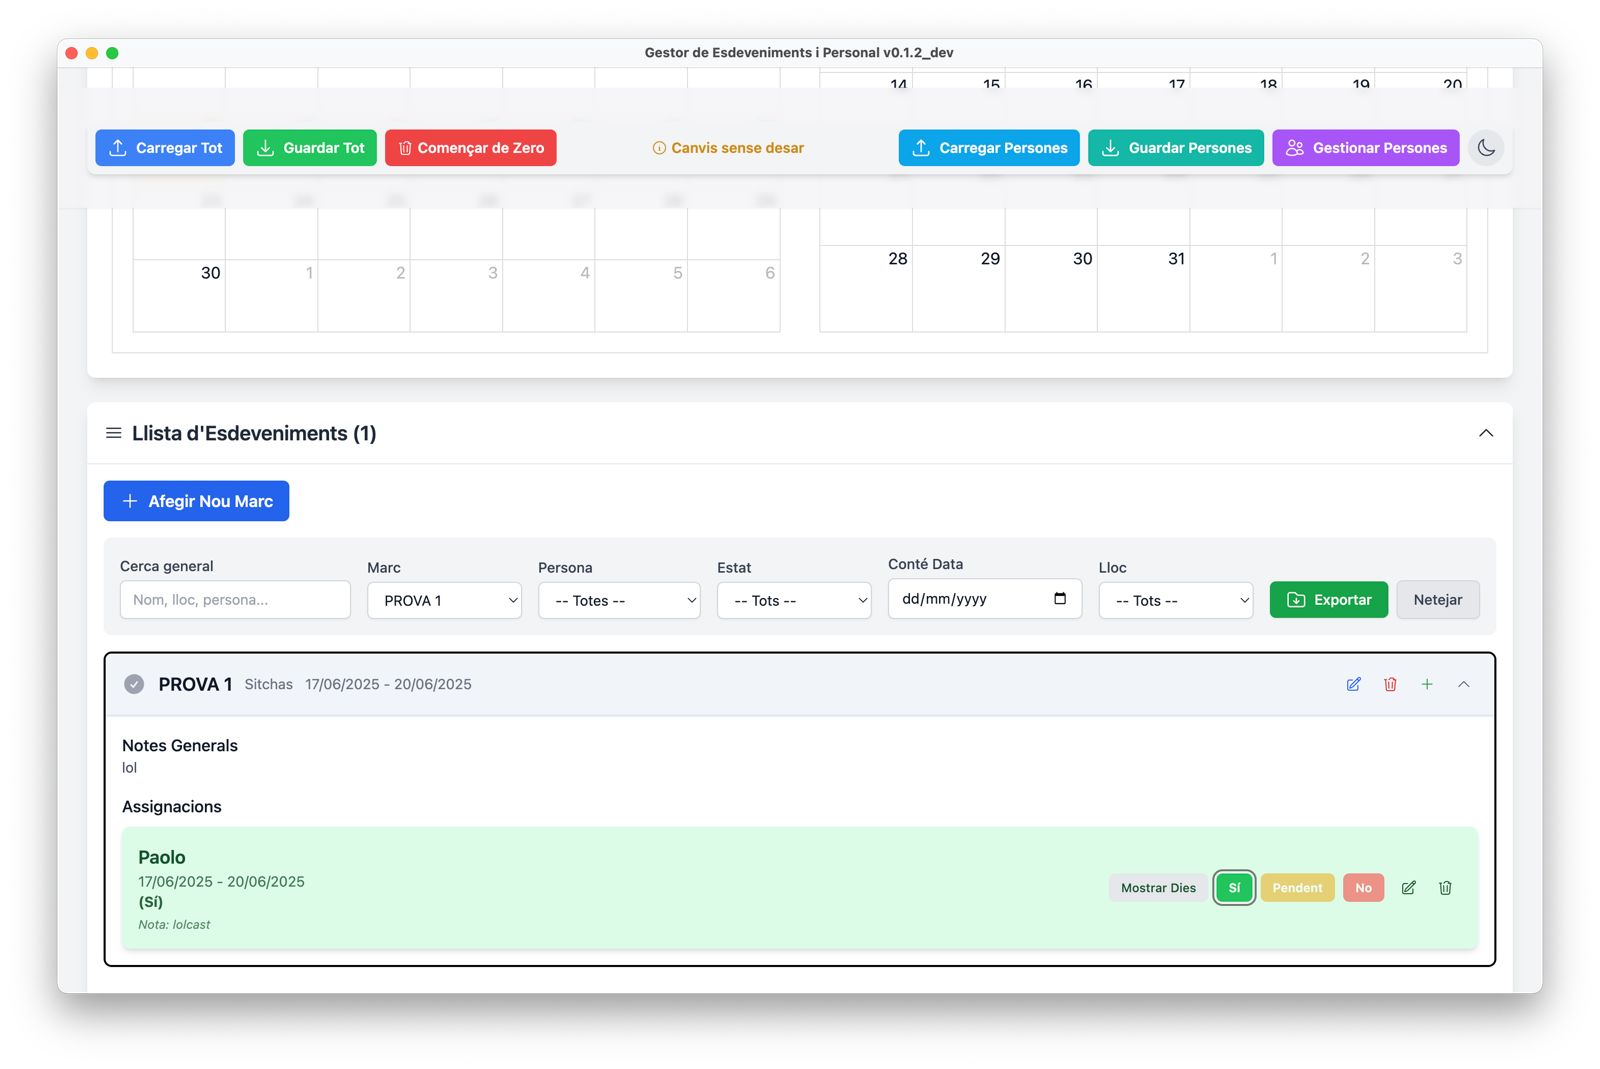 Gestor de Esdeveniments i Personal v0.1.2_dev
14 15 16 17 18 19 20
Carregar Tot Guardar Tot Començar de Zero Canvis sense desar Carregar Persones Guardar Persones Gestionar Persones
28 29 30 31 1 2 3
30 1 2 3 4 5 6
Llista d'Esdeveniments (1)
Afegir Nou Marc
Cerca general Marc Persona Estat Conté Data Lloc
Nom, lloc, persona... PROVA 1 -- Totes -- -- Tots -- dd/mm/yyyy -- Tots -- Exportar Netejar
PROVA 1 Sitchas 17/06/2025 - 20/06/2025
Notes Generals
lol
Assignacions
Paolo
17/06/2025 - 20/06/2025
(Sí)
Nota: lolcast
Mostrar Dies Sí Pendent No